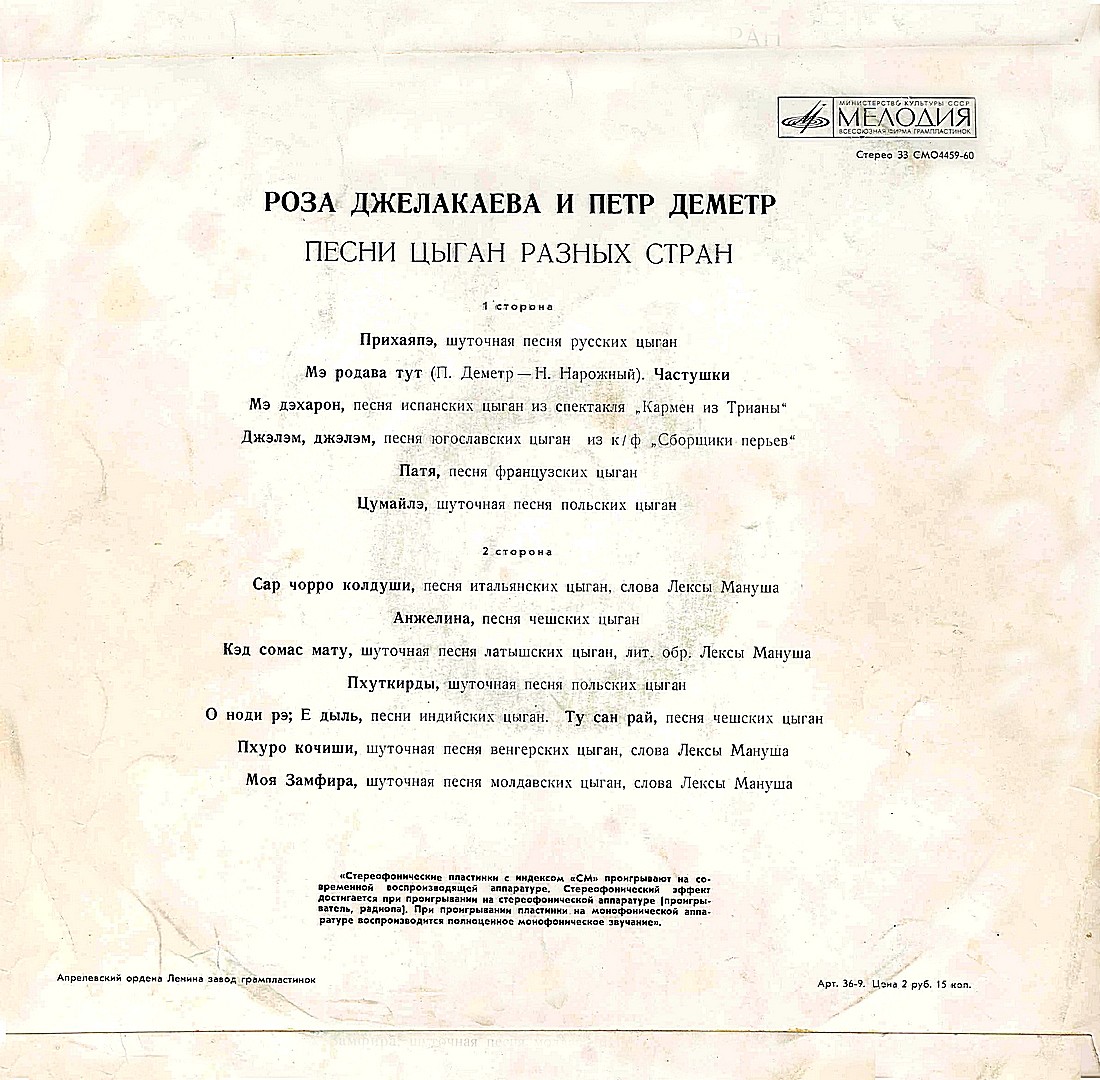 МИНИСТЕРСТВО КУЛЬТУРЫ СССР
МЕЛОДИЯ
ВСЕСОЮЗНАЯ ФИРМА ГРАМПЛАСТИНОК
Стерео 33 СМО4459-60
РОЗА ДЖЕЛАКАЕВА И ПЕТР ДЕМЕТР
ПЕСНИ ЦЫГАН РАЗНЫХ СТРАН
1 сторона
Прихаяпэ, шуточная песня русских цыган
Мэ родава тут (П. Деметр — Н. Нарожный). Частушки
Мэ дэхарон, песня испанских цыган из спектакля „Кармен из Трианы“
Джэлэм, джэлэм, песня югославских цыган из к/ф „Сборщики перьев“
Патя, песня французских цыган
Цумайлэ, шуточная песня польских цыган
2 сторона
Сар чорро колдуши, песня итальянских цыган, слова Лексы Мануша
Анжелина, песня чешских цыган
Кэд сомас мату, шуточная песня латышских цыган, лит. обр. Лексы Мануша
Пхуткирды, шуточная песня польских цыган
О ноди рэ; Е дыль, песни индийских цыган. Ту сан рай, песня чешских цыган
Пхуро кочиши, шуточная песня венгерских цыган, слова Лексы Мануша
Моя Замфира, шуточная песня молдавских цыган, слова Лексы Мануша
«Стереофонические пластинки с индексом «СМ» проигрывают на со-
временной воспроизводящей аппаратуре. Стереофонический эффект
достигается при проигрывании на стереофонической аппаратуре (проигры-
ватель, радиола). При проигрывании пластинки на монофонической аппа-
ратуре воспроизводится полноценное монофоническое звучание».
Апрелевский ордена Ленина завод грампластинок
Арт. 36-9. Цена 2 руб. 15 коп.